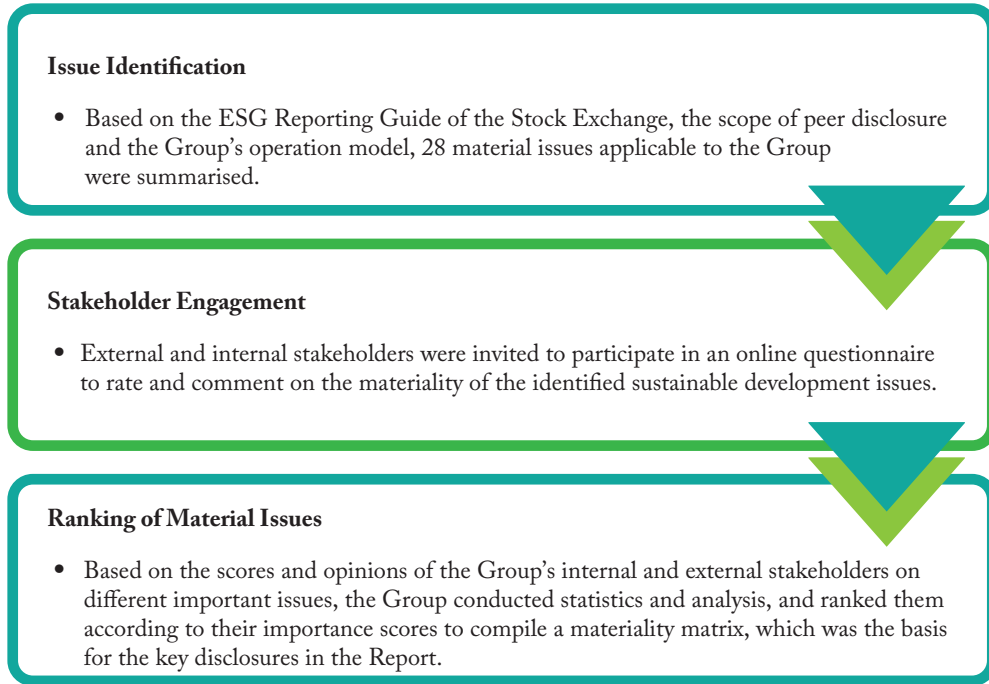 Issue Identification
• Based on the ESG Reporting Guide of the Stock Exchange, the scope of peer disclosure
and the Group's operation model, 28 material issues applicable to the Group
were summarised.
Stakeholder Engagement
• External and internal stakeholders were invited to participate in an online questionnaire
to rate and comment on the materiality of the identified sustainable development issues.
Ranking of Material Issues
• Based on the scores and opinions of the Group's internal and external stakeholders on
different important issues, the Group conducted statistics and analysis, and ranked them
according to their importance scores to compile a materiality matrix, which was the basis
for the key disclosures in the Report.